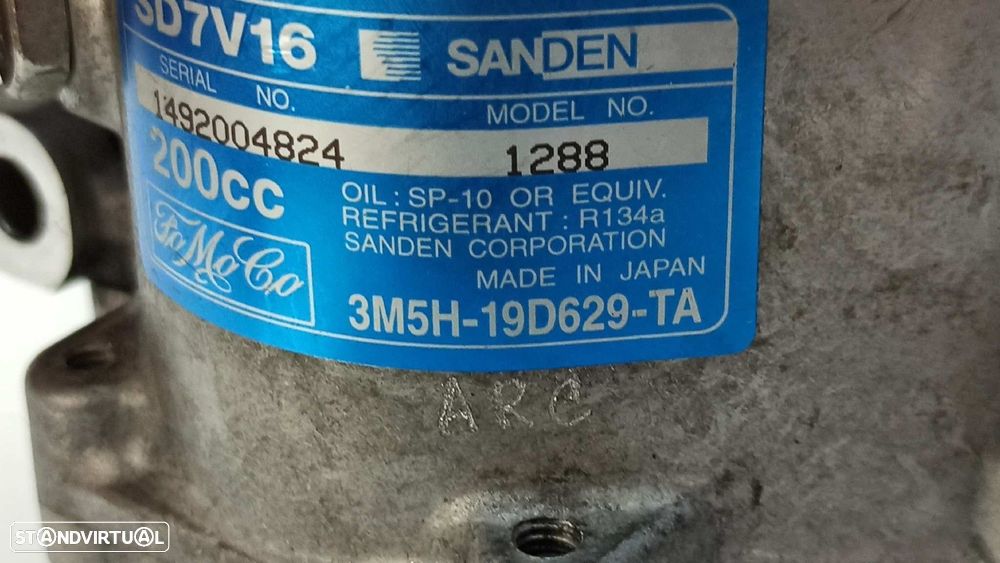 SD7V16 SANDEN
SERIAL NO.
1492004824
MODEL NO.
1288
200cc
OIL : SP-10 OR EQUIV.
REFRIGERANT : R134a
SANDEN CORPORATION
MADE IN JAPAN
FoMoCo
3M5H-19D629-TA
ARC
STANDVIRTUAL